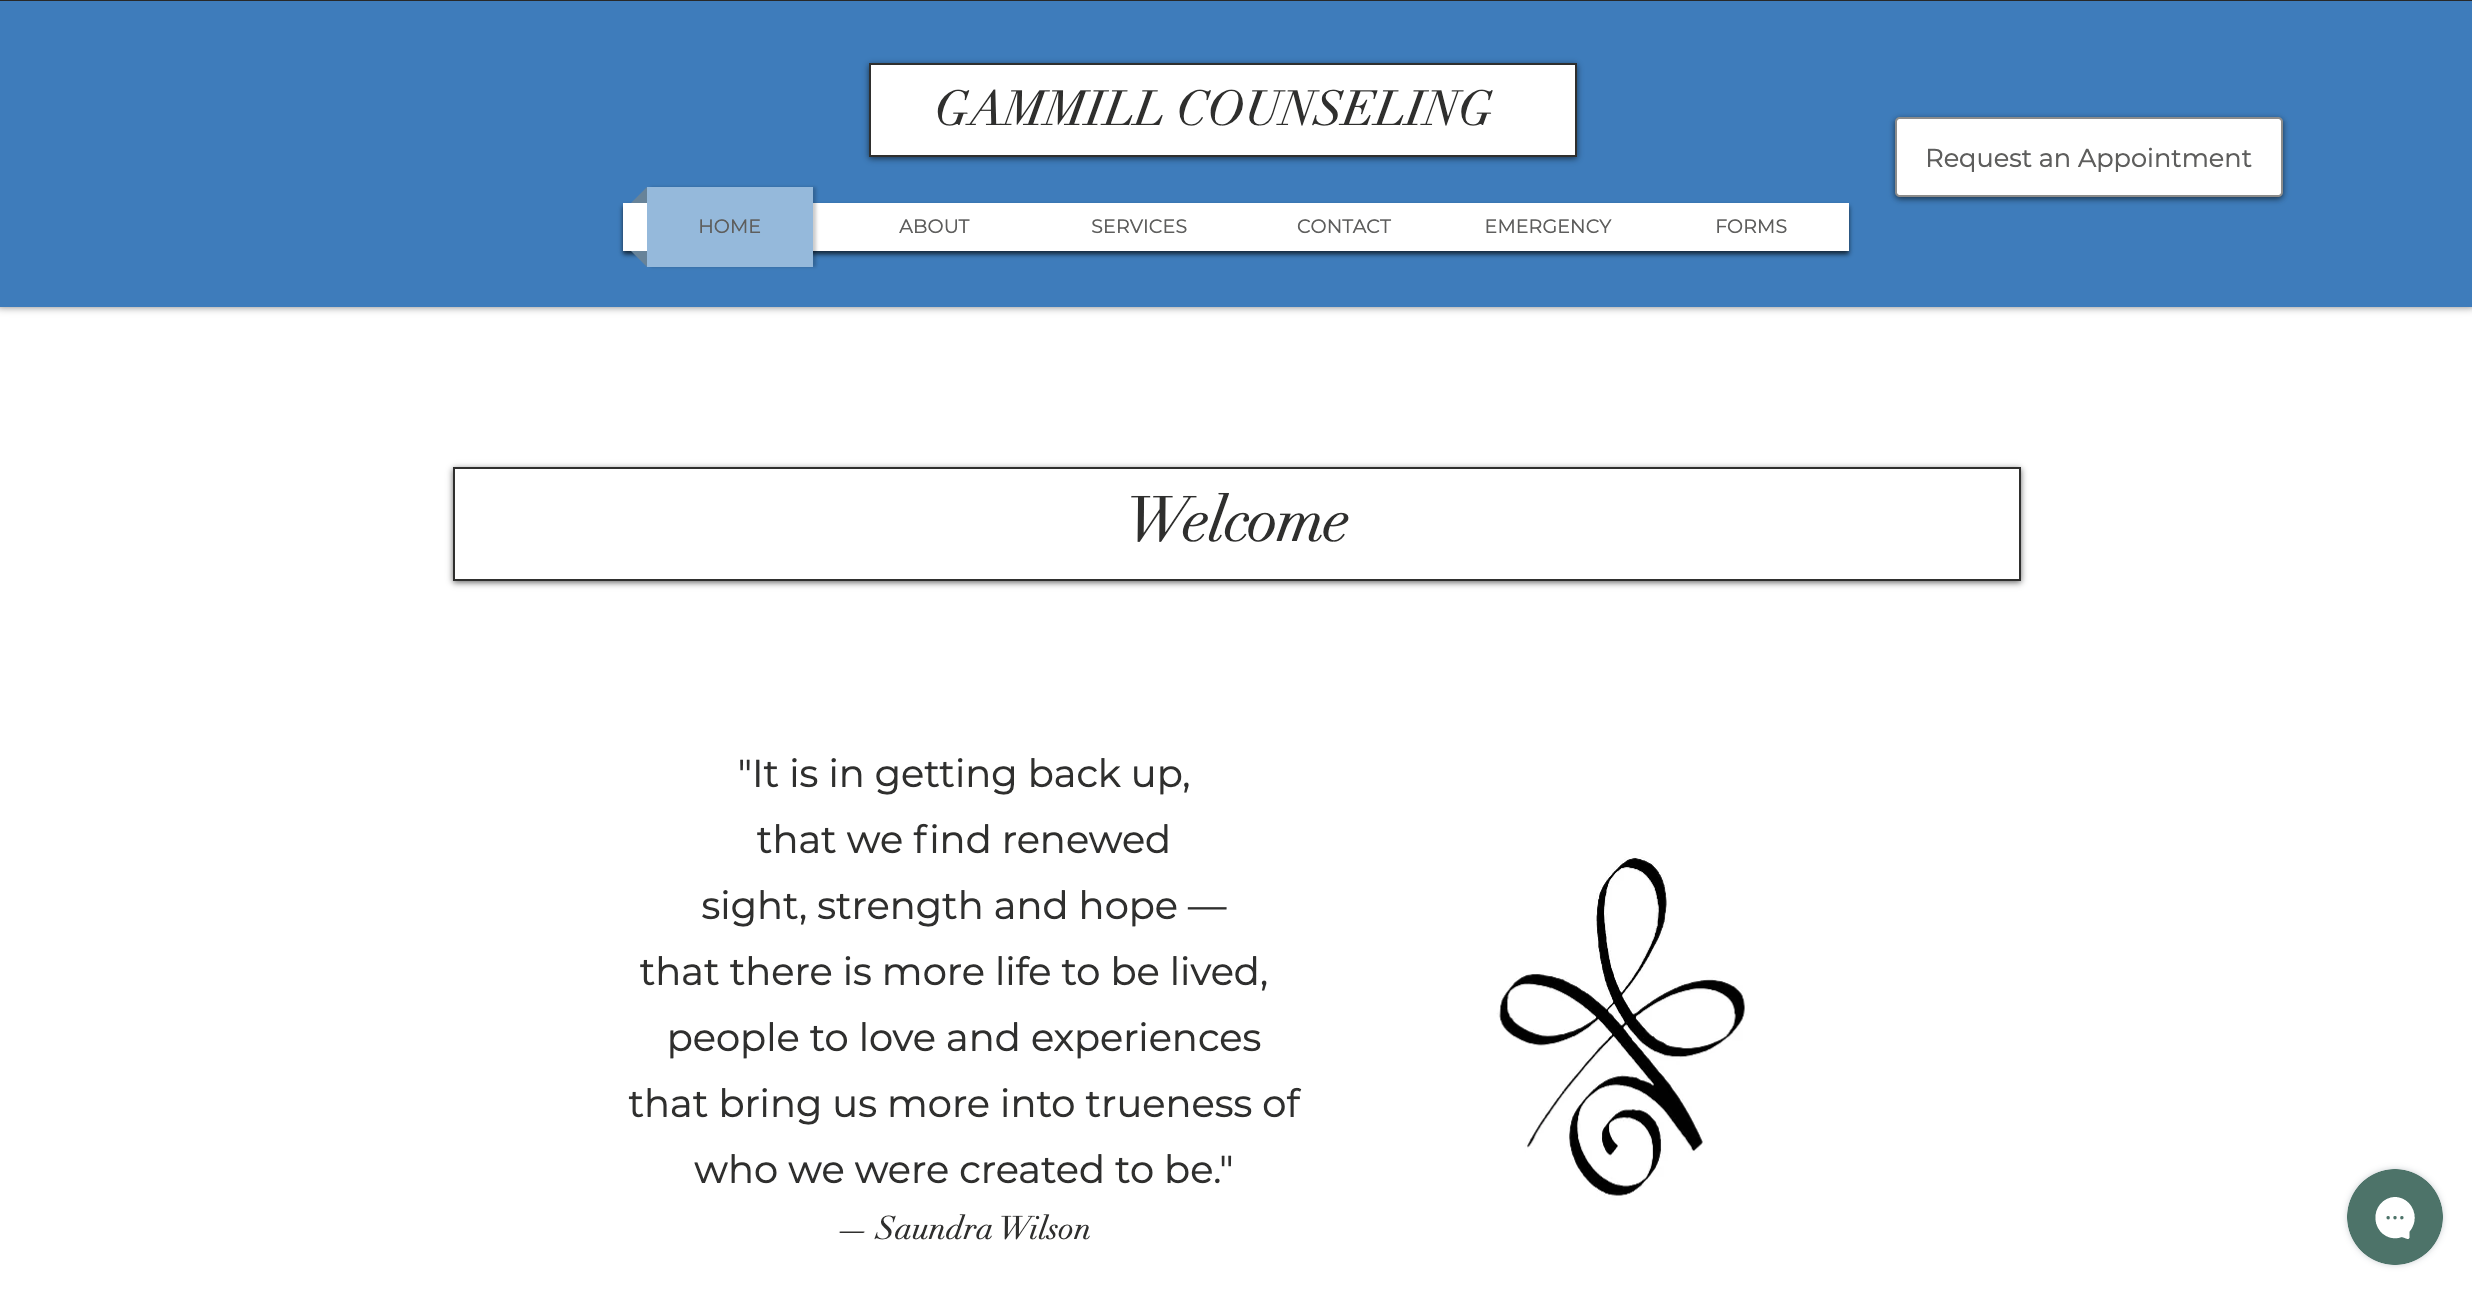 GAMMILL COUNSELING
Request an Appointment
HOME ABOUT SERVICES CONTACT EMERGENCY FORMS
Welcome
"It is in getting back up,
that we find renewed
sight, strength and hope —
that there is more life to be lived,
people to love and experiences
that bring us more into trueness of
who we were created to be."
— Saundra Wilson